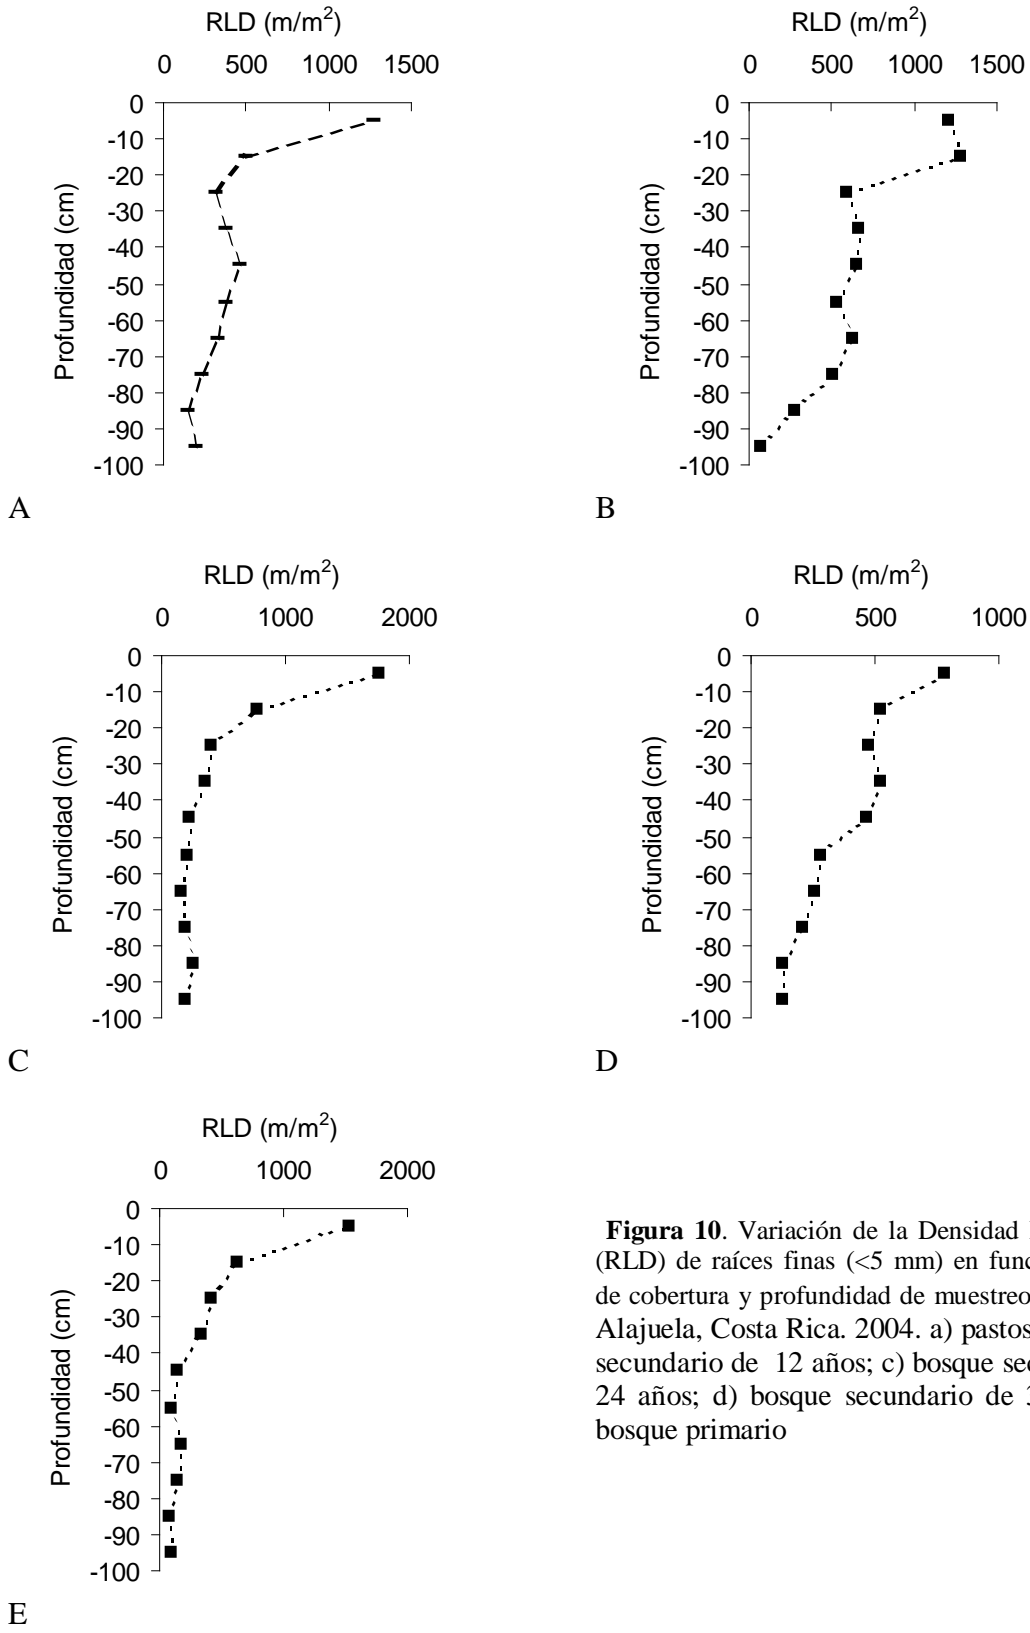 RLD (m/m²)
0 500 1000 1500
0
-10
-20
-30
-40
-50
-60
-70
-80
-90
-100
Profundidad (cm)
A
RLD (m/m²)
0 500 1000 1500
0
-10
-20
-30
-40
-50
-60
-70
-80
-90
-100
Profundidad (cm)
B
RLD (m/m²)
0 1000 2000
0
-10
-20
-30
-40
-50
-60
-70
-80
-90
-100
Profundidad (cm)
C
RLD (m/m²)
0 500 1000
0
-10
-20
-30
-40
-50
-60
-70
-80
-90
-100
Profundidad (cm)
D
RLD (m/m²)
0 1000 2000
0
-10
-20
-30
-40
-50
-60
-70
-80
-90
-100
Profundidad (cm)
E
Figura 10. Variación de la Densidad
(RLD) de raíces finas (<5 mm) en func
de cobertura y profundidad de muestreo
Alajuela, Costa Rica. 2004. a) pastos
secundario de 12 años; c) bosque sec
24 años; d) bosque secundario de 3
bosque primario